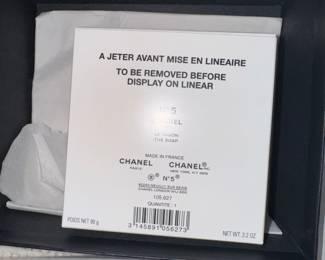 A JETER AVANT MISE EN LINEAIRE
TO BE REMOVED BEFORE
DISPLAY ON LINEAR
N°5
CHANEL
THE SOAP
MADE IN FRANCE
CHANEL CHANEL
PARIS NEW YORK, N.Y.
N°5
105.627
QUANTITE : 1
POIDS NET 90 g
NET WT. 3.2 OZ.
3 145891 056273